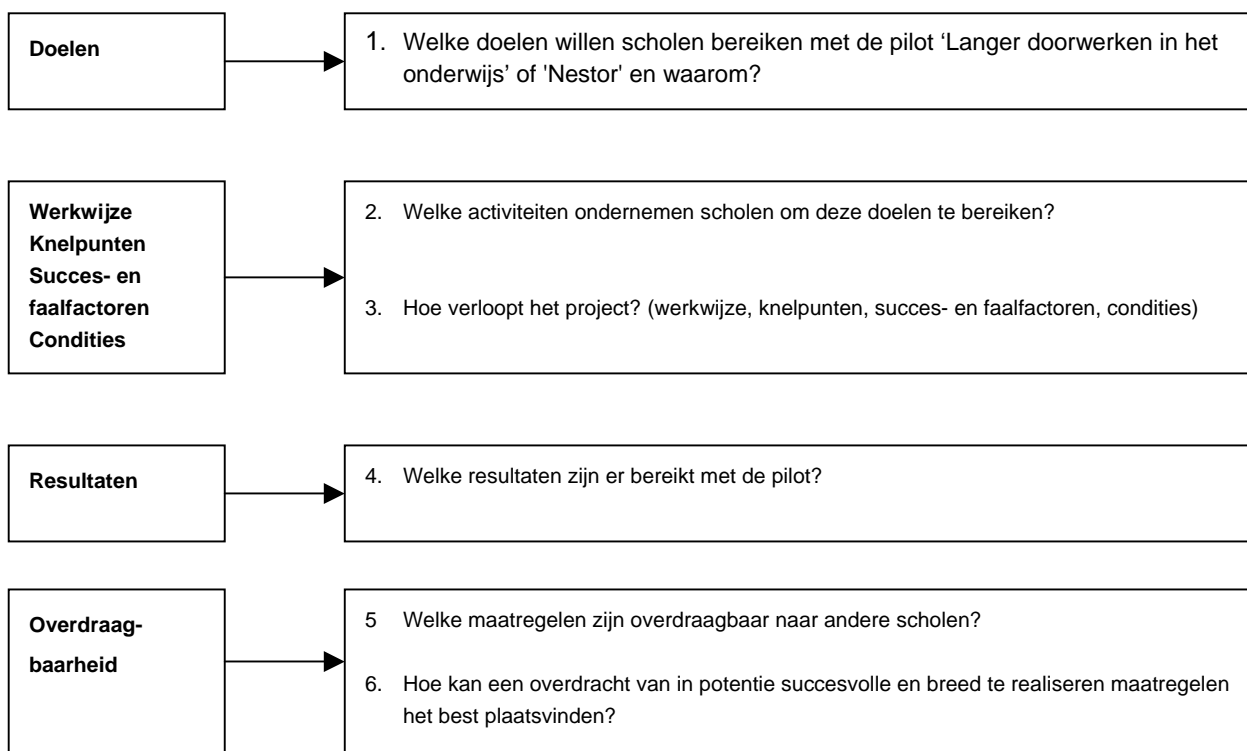 Doelen
1. Welke doelen willen scholen bereiken met de pilot ‘Langer doorwerken in het
onderwijs’ of 'Nestor' en waarom?
Werkwijze
Knelpunten
Succes- en
faalfactoren
Condities
2. Welke activiteiten ondernemen scholen om deze doelen te bereiken?
3. Hoe verloopt het project? (werkwijze, knelpunten, succes- en faalfactoren, condities)
Resultaten
4. Welke resultaten zijn er bereikt met de pilot?
Overdraag-
baarheid
5 Welke maatregelen zijn overdraagbaar naar andere scholen?
6. Hoe kan een overdracht van in potentie succesvolle en breed te realiseren maatregelen
het best plaatsvinden?